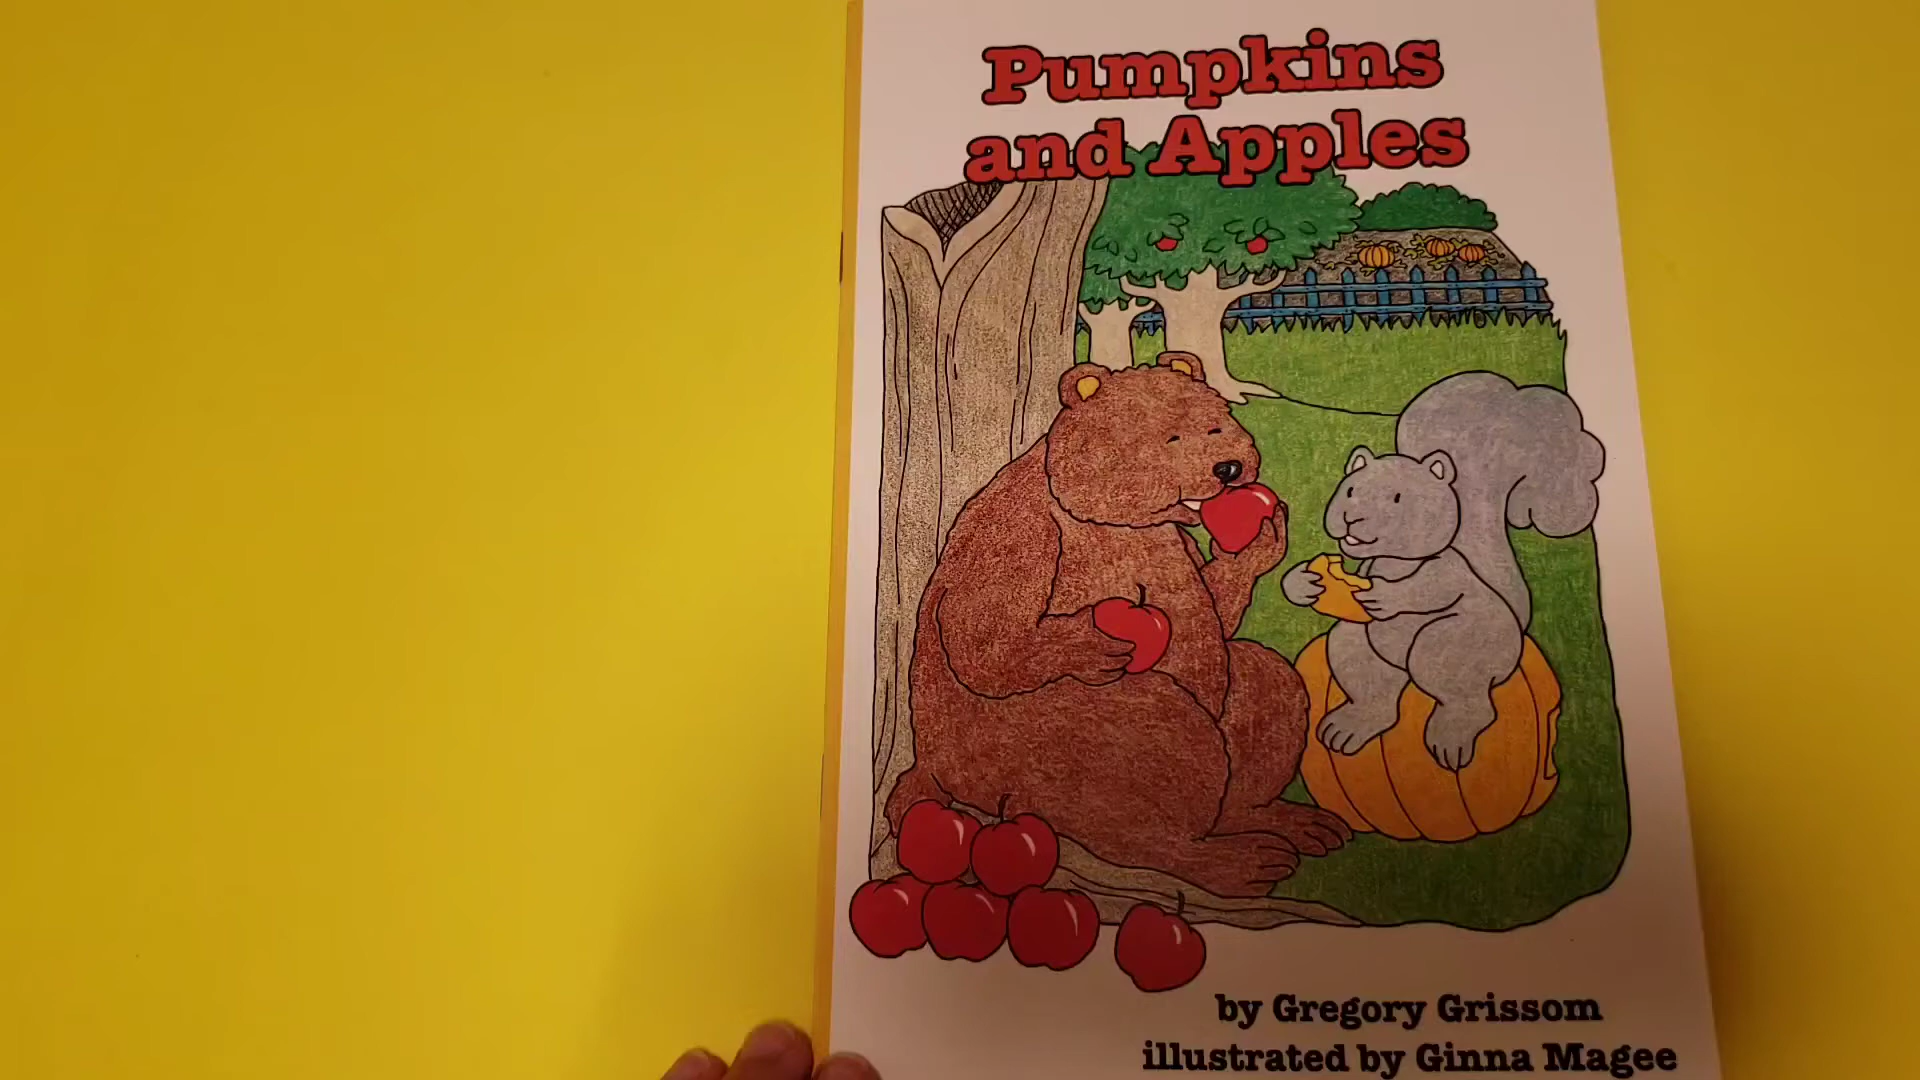 Pumpkins
and Apples
by Gregory Grissom
illustrated by Ginna Magee